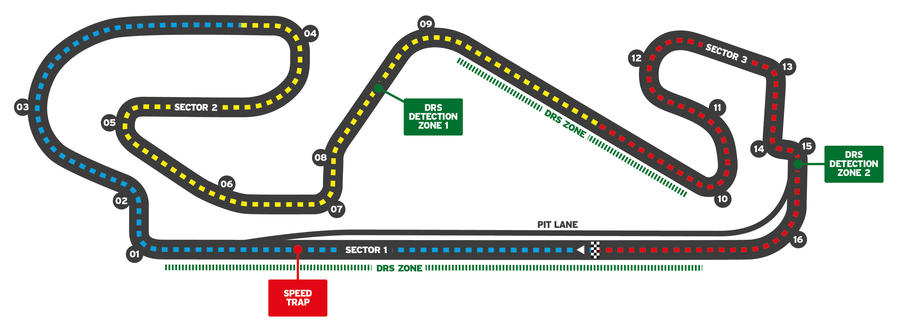 04
09
SECTOR 3
13
12
03
SECTOR 2
11
05
DRS
DETECTION
ZONE 1
DRS ZONE
08
14
15
DRS
DETECTION
ZONE 2
06
02
07
10
PIT LANE
16
01
SECTOR 1
DRS ZONE
SPEED
TRAP